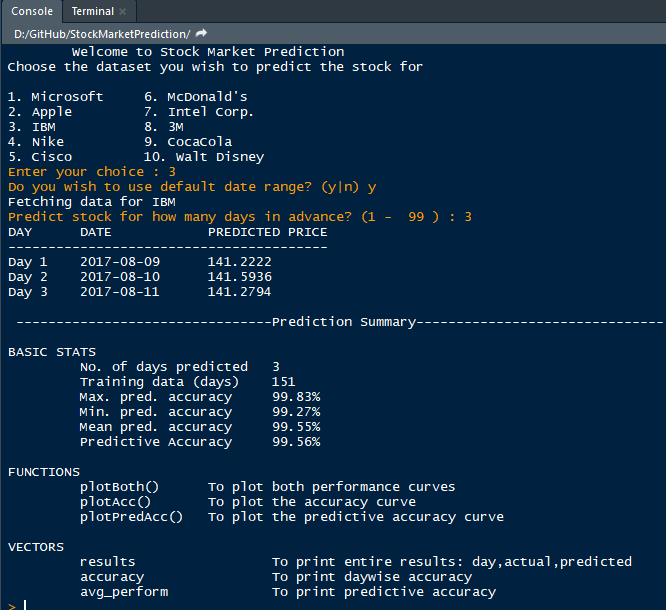 Console Terminal ×
D:/GitHub/StockMarketPrediction/
Welcome to Stock Market Prediction
Choose the dataset you wish to predict the stock for
1. Microsoft 6. McDonald's
2. Apple 7. Intel Corp.
3. IBM 8. 3M
4. Nike 9. CocaCola
5. Cisco 10. Walt Disney
Enter your choice : 3
Do you wish to use default date range? (y|n) y
Fetching data for IBM
Predict stock for how many days in advance? (1 - 99 ) : 3
DAY DATE PREDICTED PRICE
----------------------------------------
Day 1 2017-08-09 141.2222
Day 2 2017-08-10 141.5936
Day 3 2017-08-11 141.2794
--------------------------------Prediction Summary-------------------------------
BASIC STATS
No. of days predicted 3
Training data (days) 151
Max. pred. accuracy 99.83%
Min. pred. accuracy 99.27%
Mean pred. accuracy 99.55%
Predictive Accuracy 99.56%
FUNCTIONS
plotBoth() To plot both performance curves
plotAcc() To plot the accuracy curve
plotPredAcc() To plot the predictive accuracy curve
VECTORS
results To print entire results: day,actual,predicted
accuracy To print daywise accuracy
avg_perform To print predictive accuracy
>